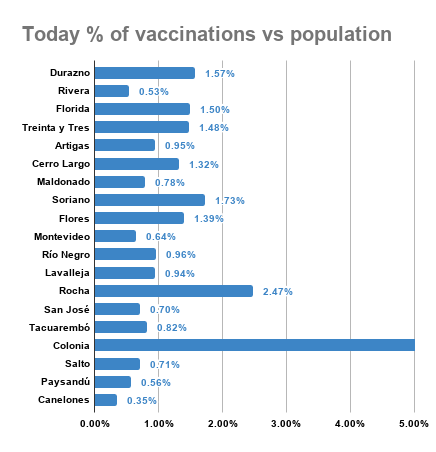 Today % of vaccinations vs population
Durazno 1.57%
Rivera 0.53%
Florida 1.50%
Treinta y Tres 1.48%
Artigas 0.95%
Cerro Largo 1.32%
Maldonado 0.78%
Soriano 1.73%
Flores 1.39%
Montevideo 0.64%
Río Negro 0.96%
Lavalleja 0.94%
Rocha 2.47%
San José 0.70%
Tacuarembó 0.82%
Colonia
Salto 0.71%
Paysandú 0.56%
Canelones 0.35%
0.00% 1.00% 2.00% 3.00% 4.00% 5.00%